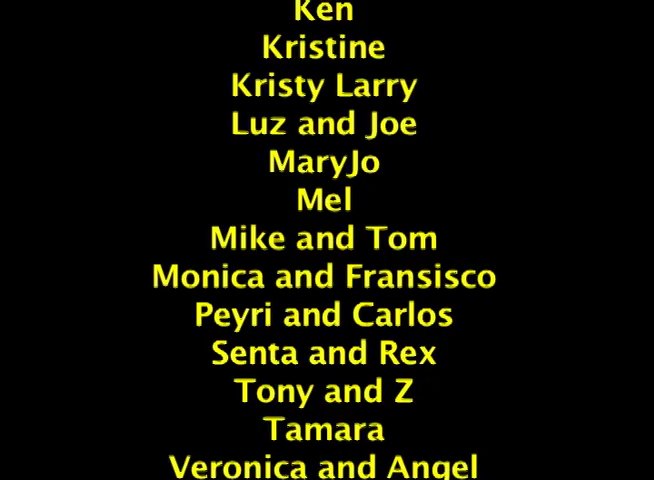 Ken
Kristine
Kristy Larry
Luz and Joe
MaryJo
Mel
Mike and Tom
Monica and Fransisco
Peyri and Carlos
Senta and Rex
Tony and Z
Tamara
Veronica and Angel